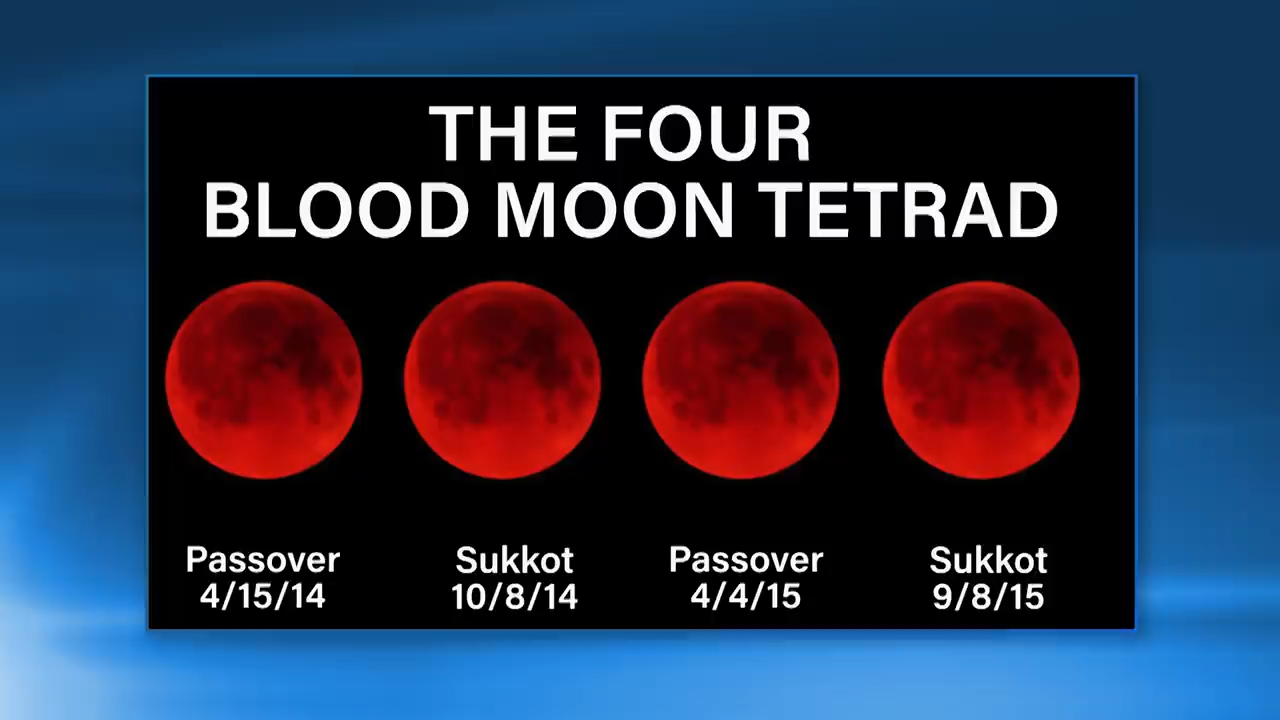 THE FOUR
BLOOD MOON TETRAD
Passover
4/15/14
Sukkot
10/8/14
Passover
4/4/15
Sukkot
9/8/15